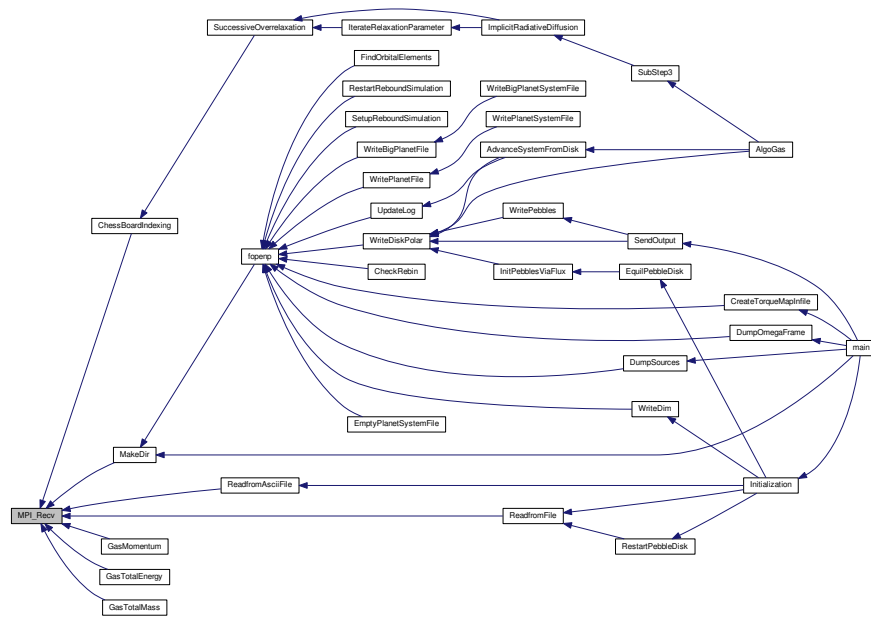 SuccessiveOverrelaxation
IterateRelaxationParameter
ImplicitRadiativeDiffusion
FindOrbitalElements
SubStep3
RestartReboundSimulation
WriteBigPlanetSystemFile
SetupReboundSimulation
WritePlanetSystemFile
WriteBigPlanetFile
AdvanceSystemFromDisk
AlgoGas
WritePlanetFile
UpdateLog
WritePebbles
ChessBoardIndexing
WriteDiskPolar
SendOutput
fopenp
CheckRebin
InitPebblesViaFlux
EquilPebbleDisk
CreateTorqueMapInfile
DumpOmegaFrame
main
DumpSources
WriteDim
EmptyPlanetSystemFile
MakeDir
ReadfromAsciiFile
Initialization
MPI_Recv
ReadfromFile
GasMomentum
RestartPebbleDisk
GasTotalEnergy
GasTotalMass